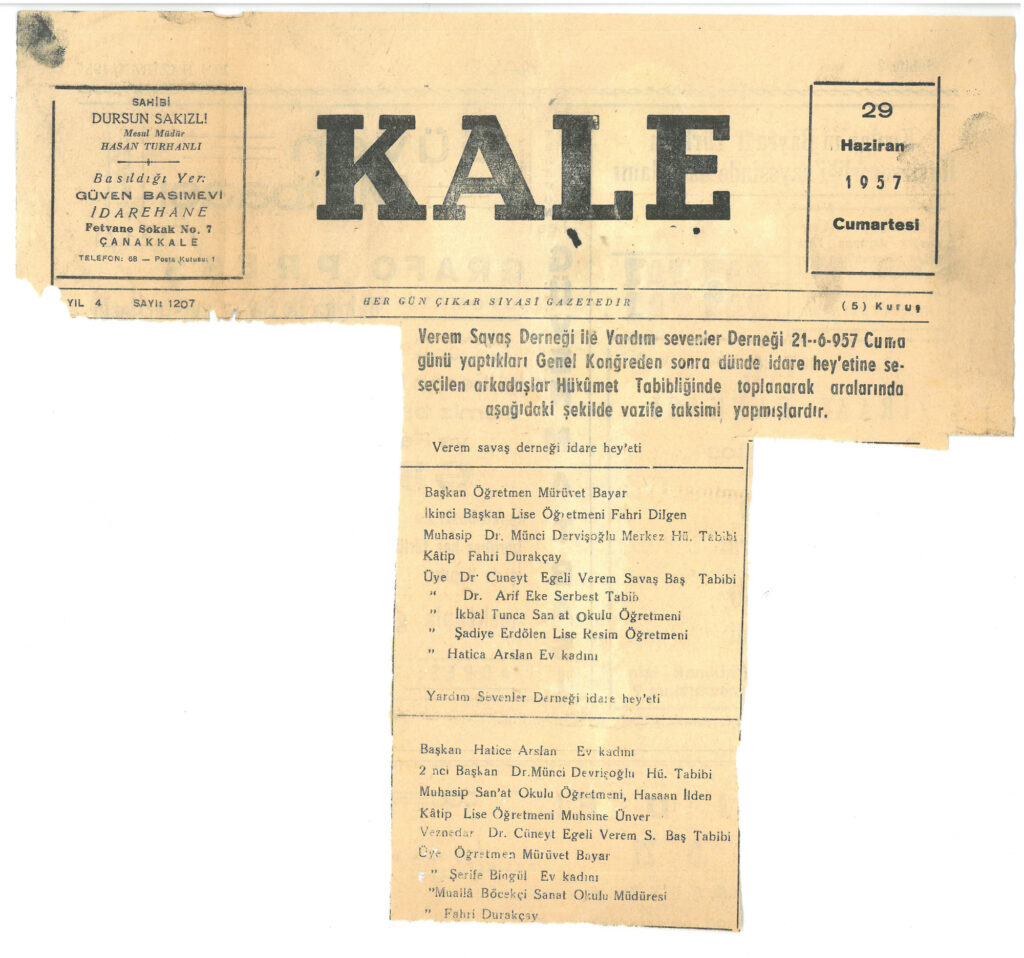 SAHİBİ
DURSUN SAKIZLI
Mesul Müdür
HASAN TURHANLI
Basıldığı Yer:
GÜVEN BASIMEVİ
İDAREHANE
Fetvane Sokak No. 7
ÇANAKKALE
TELEFON: 68 — Posta Kutusu: 1
KALE
29
Haziran
1957
Cumartesi
YIL 4 SAYI: 1207
HER GÜN ÇIKAR SİYASİ GAZETEDİR
(5) Kuruş
Verem Savaş Derneği ile Yardım sevenler Derneği 21--6-957 Cuma
günü yaptıkları Genel Konğreden sonra dünde idare hey'etine se-
seçilen arkadaşlar Hükûmet Tabibliğinde toplanarak aralarında
aşağıdaki şekilde vazife taksimi yapmışlardır.
Verem savaş derneği idare hey'eti
Başkan Öğretmen Mürüvet Bayar
İkinci Başkan Lise Öğretmeni Fahri Dilgen
Muhasip Dr. Münci Dervişoğlu Merkez Hü. Tabibi
Kâtip Fahri Durakçay
Üye Dr. Cuneyt Egeli Verem Savaş Baş Tabibi
" Dr. Arif Eke Serbest Tabib
" İkbal Tunca San at Okulu Öğretmeni
" Şadiye Erdölen Lise Resim Öğretmeni
" Hatica Arslan Ev kadını
Yardım Sevenler Derneği idare hey'eti
Başkan Hatice Arslan Ev kadını
2 nci Başkan Dr.Münci Devrişoğlu Hü. Tabibi
Muhasip San'at Okulu Öğretmeni, Hasaan İlden
Kâtip Lise Öğretmeni Muhsine Ünver
Veznedar Dr. Cüneyt Egeli Verem S. Baş Tabibi
Üye Öğretmen Mürüvet Bayar
" Şerife Bingül Ev kadını
"Muallâ Böcekçi Sanat Okulu Müdüresi
" Fahri Durakçay